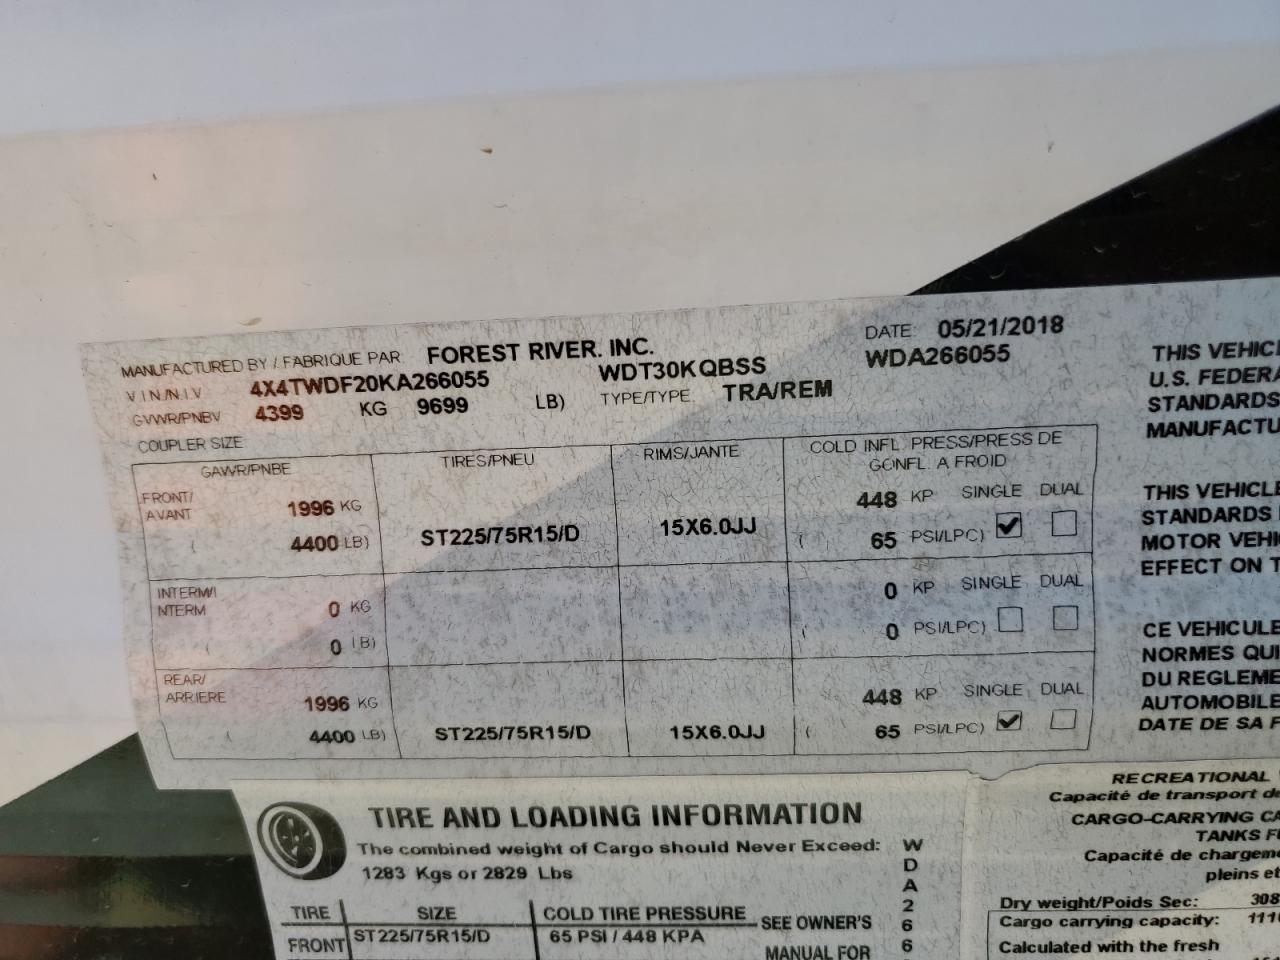 MANUFACTURED BY / FABRIQUE PAR FOREST RIVER. INC. DATE: 05/21/2018
V.I.N./N.I.V 4X4TWDF20KA266055 WDT30KQBSS WDA266055
GVWR/PNBV 4399 KG 9699 LB) TYPE/TYPE TRA/REM
COUPLER SIZE
GAWR/PNBE TIRES/PNEU RIMS/JANTE COLD INFL. PRESS/PRESS DE
GONFL. A FROID
FRONT/
AVANT 1996 KG 448 KP SINGLE DUAL
( 4400 LB) ST225/75R15/D 15X6.0JJ ( 65 PSI/LPC)
INTERM/I
NTERM 0 KG 0 KP SINGLE DUAL
( 0 LB) ( 0 PSI/LPC)
REAR/
ARRIERE 1996 KG 448 KP SINGLE DUAL
( 4400 LB) ST225/75R15/D 15X6.0JJ ( 65 PSI/LPC)
THIS VEHICL
U.S. FEDERA
STANDARDS
MANUFACTU
THIS VEHICLE
STANDARDS
MOTOR VEHI
EFFECT ON T
CE VEHICULE
NORMES QUI
DU REGLEME
AUTOMOBILE
DATE DE SA F
TIRE AND LOADING INFORMATION
The combined weight of Cargo should Never Exceed:
1283 Kgs or 2829 Lbs
TIRE SIZE COLD TIRE PRESSURE SEE OWNER'S
FRONT ST225/75R15/D 65 PSI / 448 KPA MANUAL FOR
W
D
A
2
6
6
RECREATIONAL
Capacité de transport de
CARGO-CARRYING CA
TANKS F
Capacité de chargeme
pleins et
Dry weight/Poids Sec: 308
Cargo carrying capacity: 111
Calculated with the fresh